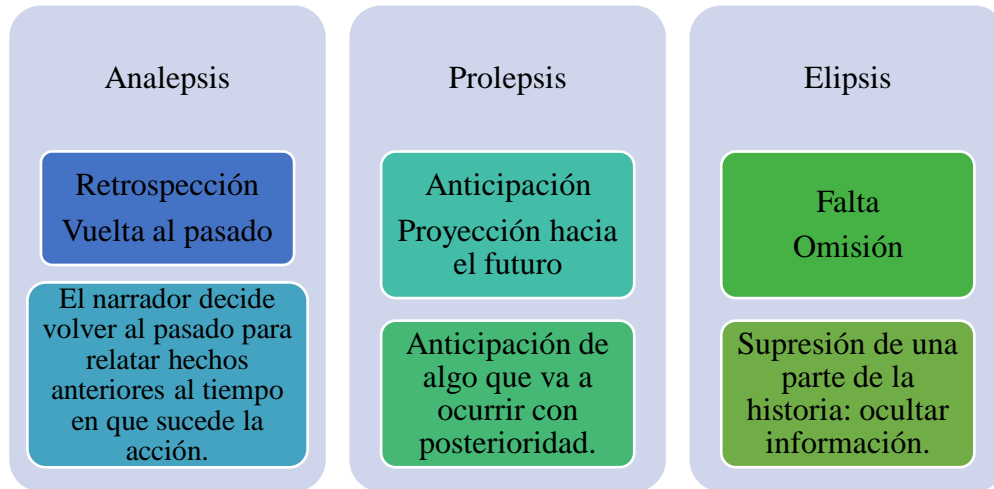 Analepsis
Retrospección
Vuelta al pasado
El narrador decide
volver al pasado para
relatar hechos
anteriores al tiempo
en que sucede la
acción.
Prolepsis
Anticipación
Proyección hacia
el futuro
Anticipación de
algo que va a
ocurrir con
posterioridad.
Elipsis
Falta
Omisión
Supresión de una
parte de la
historia: ocultar
información.